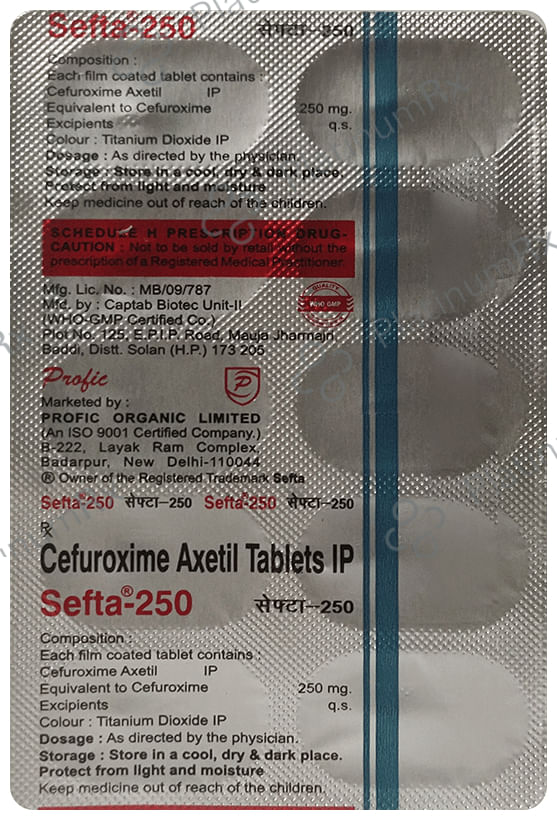 Sefta®-250 सेफ्टा-250
Composition :
Each film coated tablet contains :
Cefuroxime Axetil IP
Equivalent to Cefuroxime 250 mg.
Excipients q.s.
Colour : Titanium Dioxide IP
Dosage : As directed by the physician.
Storage : Store in a cool, dry & dark place.
Protect from light and moisture
Keep medicine out of reach of the children.
SCHEDULE H PRESCRIPTION DRUG-
CAUTION : Not to be sold by retail without the
prescription of a Registered Medical Practitioner.
Mfg. Lic. No. : MB/09/787
Mfd. by : Captab Biotec Unit-II
(WHO-GMP Certified Co.)
Plot No. 125, E.P.I.P. Road, Mauja Jharmajri
Baddi, Distt. Solan (H.P.) 173 205
QUALITY
WHO GMP
Profic
P
Marketed by :
PROFIC ORGANIC LIMITED
(An ISO 9001 Certified Company.)
B-222, Layak Ram Complex,
Badarpur, New Delhi-110044
® Owner of the Registered Trademark Sefta
Sefta®-250 सेफ्टा-250 Sefta®-250 सेफ्टा-250
Rx
Cefuroxime Axetil Tablets IP
Sefta®-250 सेफ्टा-250
Composition :
Each film coated tablet contains :
Cefuroxime Axetil IP
Equivalent to Cefuroxime 250 mg.
Excipients q.s.
Colour : Titanium Dioxide IP
Dosage : As directed by the physician.
Storage : Store in a cool, dry & dark place.
Protect from light and moisture
Keep medicine out of reach of the children.